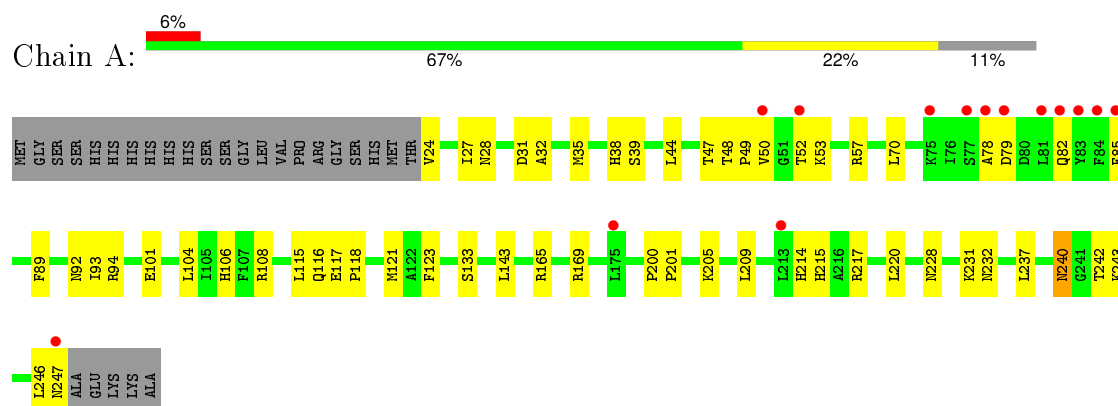 6%
Chain A:
67% 22% 11%
MET GLY SER SER HIS HIS HIS HIS HIS HIS SER SER GLY LEU VAL PRO ARG GLY SER HIS MET THR V24 I27 N28 D31 A32 M35 H38 S39 L44 T47 T48 P49 V50 G51 T52 K53 R57 L70 K75 I76 S77 A78 D79 D80 L81 Q82 Y83 F84
F89 N92 I93 R94 E101 L104 I105 H106 F107 R108 L115 Q116 E117 P118 M121 A122 F123 S133 L143 R165 R169 L175 P200 P201 K205 L209 L213 H214 H215 A216 R217 L220 N228 K231 N232 L237 N240 G241 T242
L246 N247 ALA GLU LYS LYS ALA